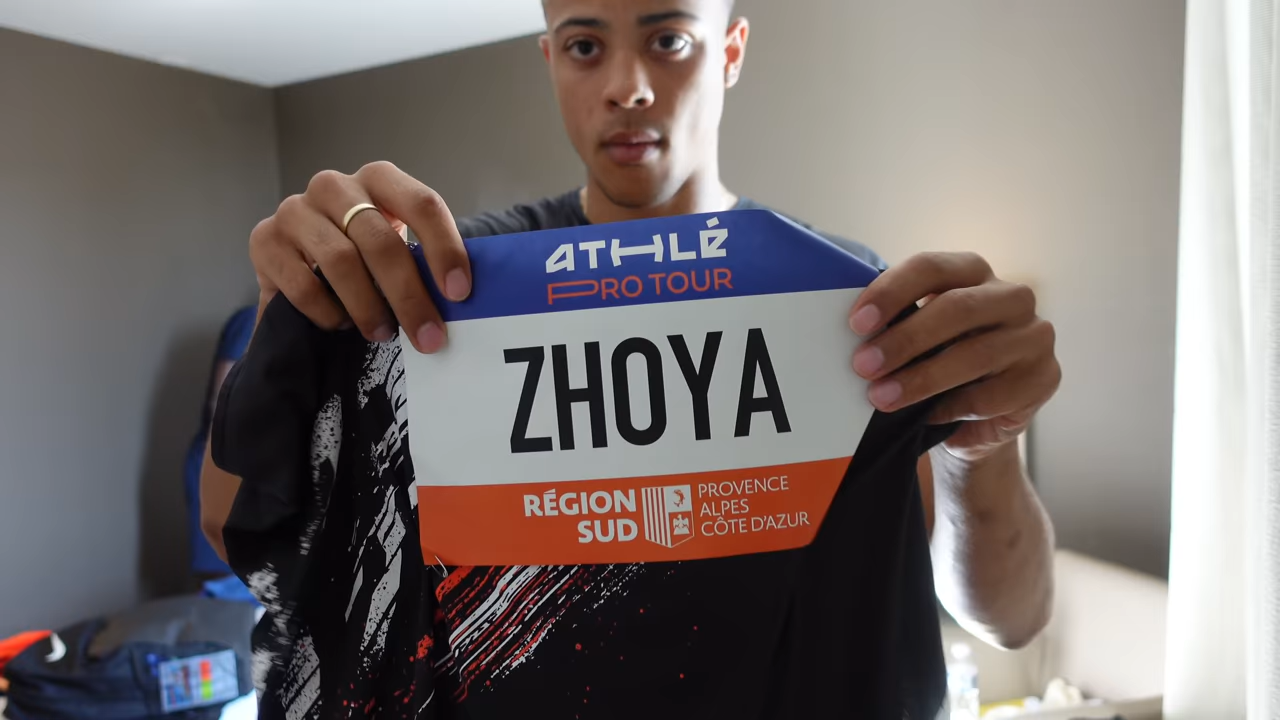 ATHLÉ
PRO TOUR
ZHOYA
RÉGION
SUD
PROVENCE
ALPES
CÔTE D'AZUR